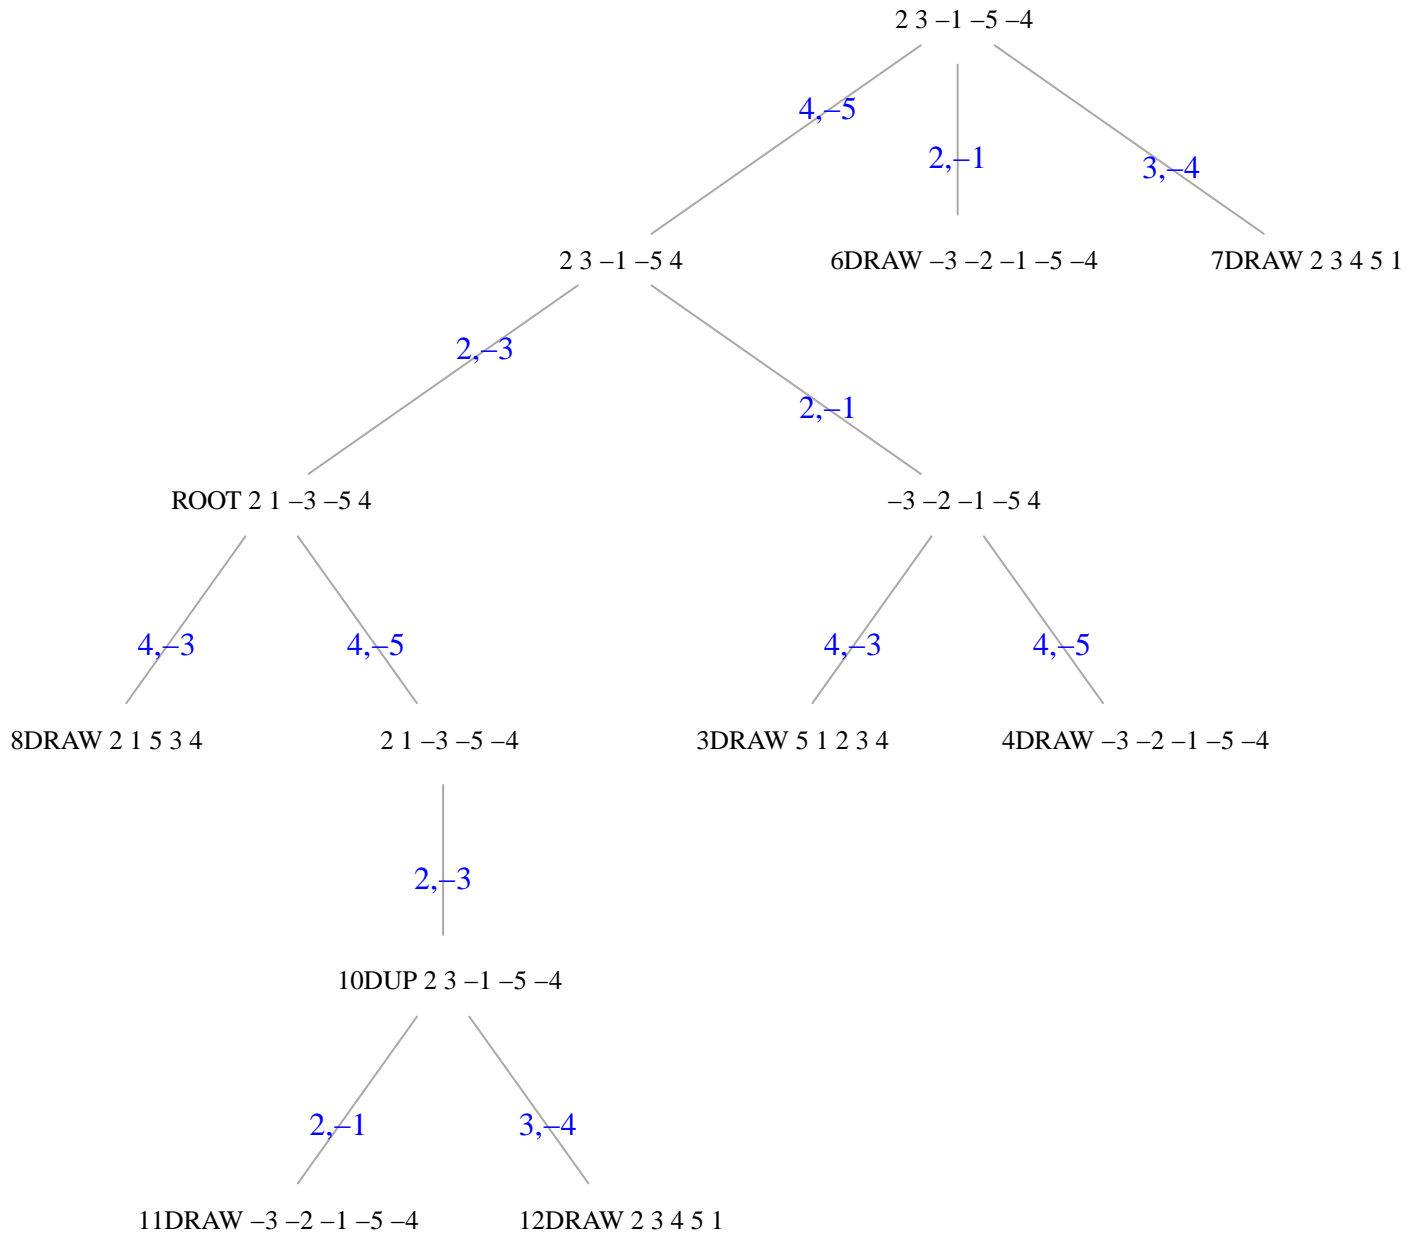 2 3 –1 –5 –4
4,–5
2,–1
3,–4
2 3 –1 –5 4
6DRAW –3 –2 –1 –5 –4
7DRAW 2 3 4 5 1
2,–3
2,–1
ROOT 2 1 –3 –5 4
–3 –2 –1 –5 4
4,–3
4,–5
4,–3
4,–5
8DRAW 2 1 5 3 4
2 1 –3 –5 –4
3DRAW 5 1 2 3 4
4DRAW –3 –2 –1 –5 –4
2,–3
10DUP 2 3 –1 –5 –4
2,–1
3,–4
11DRAW –3 –2 –1 –5 –4
12DRAW 2 3 4 5 1